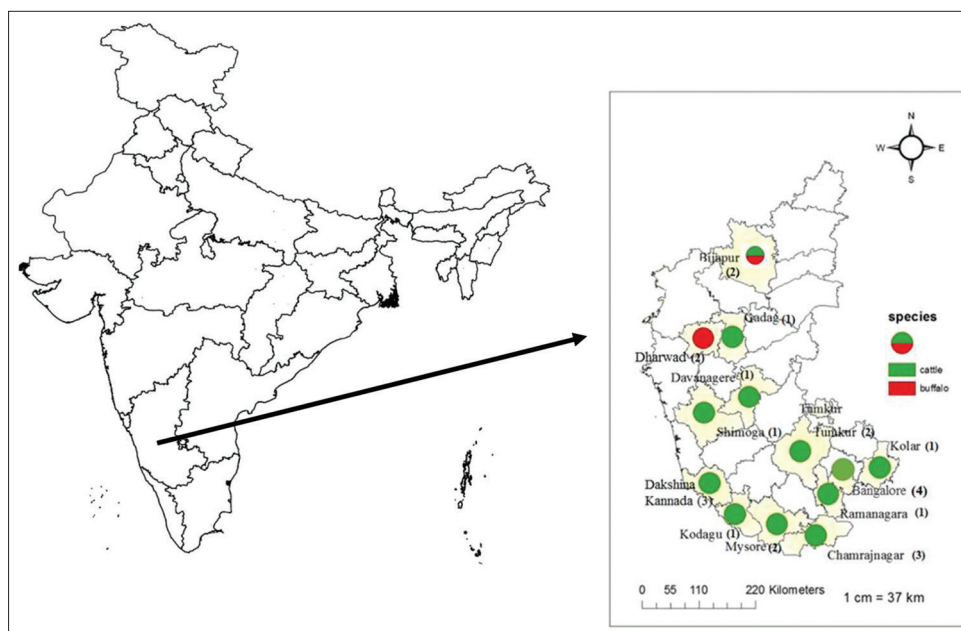 N
W
E
S
Bijapur
(2)
Gadag (1)
species
cattle
buffalo
Dharwad (2)
Davanagere (1)
Tumkur
Shimoga (1)
Tumkur (2)
Kolar (1)
Dakshina
Kannada (3)
Bangalore (4)
Ramanagara (1)
Kodagu (1)
Mysore (2)
Chamrajnagar (3)
0 55 110 220 Kilometers
1 cm = 37 km